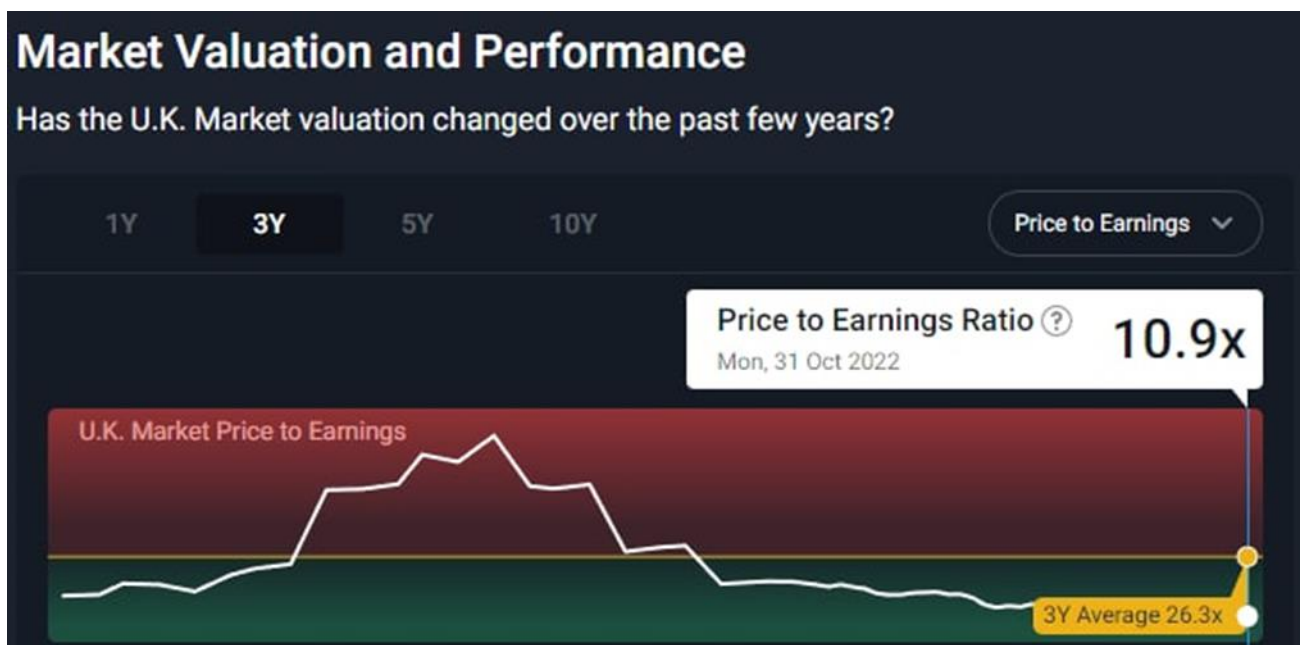 Market Valuation and Performance
Has the U.K. Market valuation changed over the past few years?
1Y 3Y 5Y 10Y Price to Earnings
Price to Earnings Ratio ? 10.9x
Mon, 31 Oct 2022
U.K. Market Price to Earnings
3Y Average 26.3x